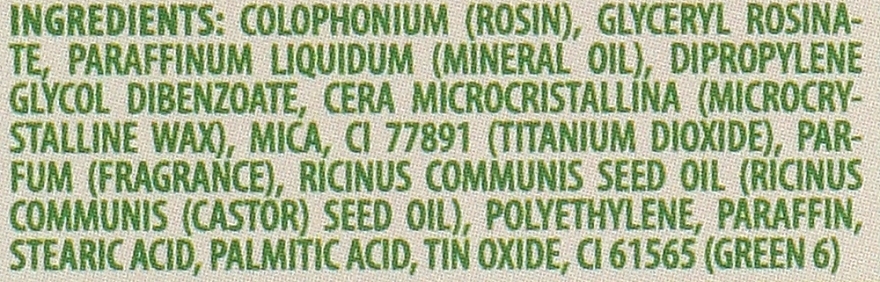 INGREDIENTS: COLOPHONIUM (ROSIN), GLYCERYL ROSINA-
TE, PARAFFINUM LIQUIDUM (MINERAL OIL), DIPROPYLENE
GLYCOL DIBENZOATE, CERA MICROCRISTALLINA (MICROCRY-
STALLINE WAX), MICA, CI 77891 (TITANIUM DIOXIDE), PAR-
FUM (FRAGRANCE), RICINUS COMMUNIS SEED OIL (RICINUS
COMMUNIS (CASTOR) SEED OIL), POLYETHYLENE, PARAFFIN,
STEARIC ACID, PALMITIC ACID, TIN OXIDE, CI 61565 (GREEN 6)